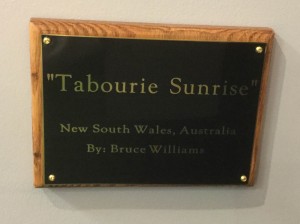 "Tabourie Sunrise"
New South Wales, Australia
By: Bruce Williams